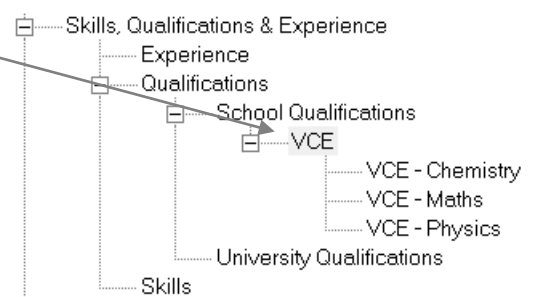 Skills, Qualifications & Experience
Experience
Qualifications
School Qualifications
VCE
VCE - Chemistry
VCE - Maths
VCE - Physics
University Qualifications
Skills